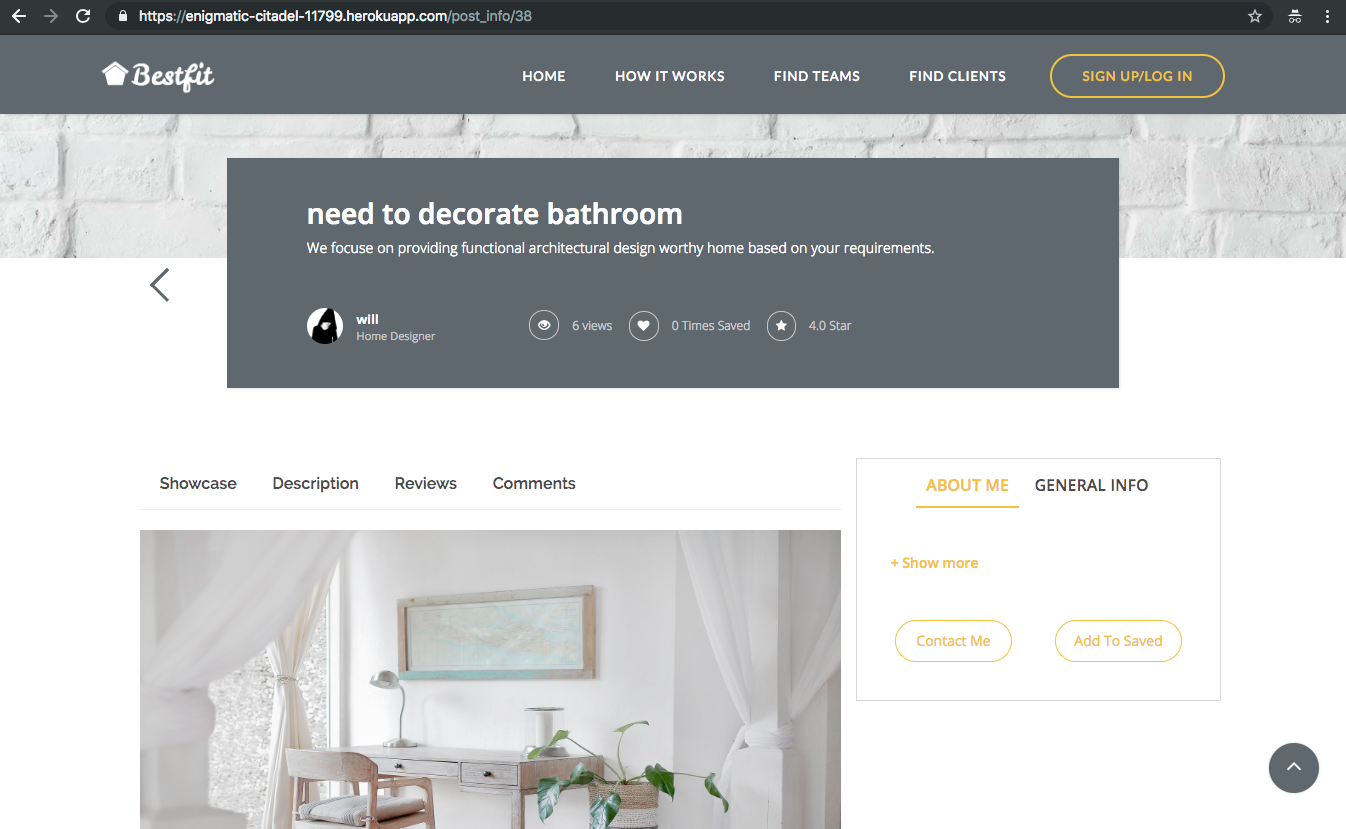 https://enigmatic-citadel-11799.herokuapp.com/post_info/38
Bestfit
HOME
HOW IT WORKS
FIND TEAMS
FIND CLIENTS
SIGN UP/LOG IN
need to decorate bathroom
We focus on providing functional architectural design worthy home based on your requirements.
will
Home Designer
6 views
0 Times Saved
4.0 Star
Showcase
Description
Reviews
Comments
ABOUT ME
GENERAL INFO
+ Show more
Contact Me
Add To Saved